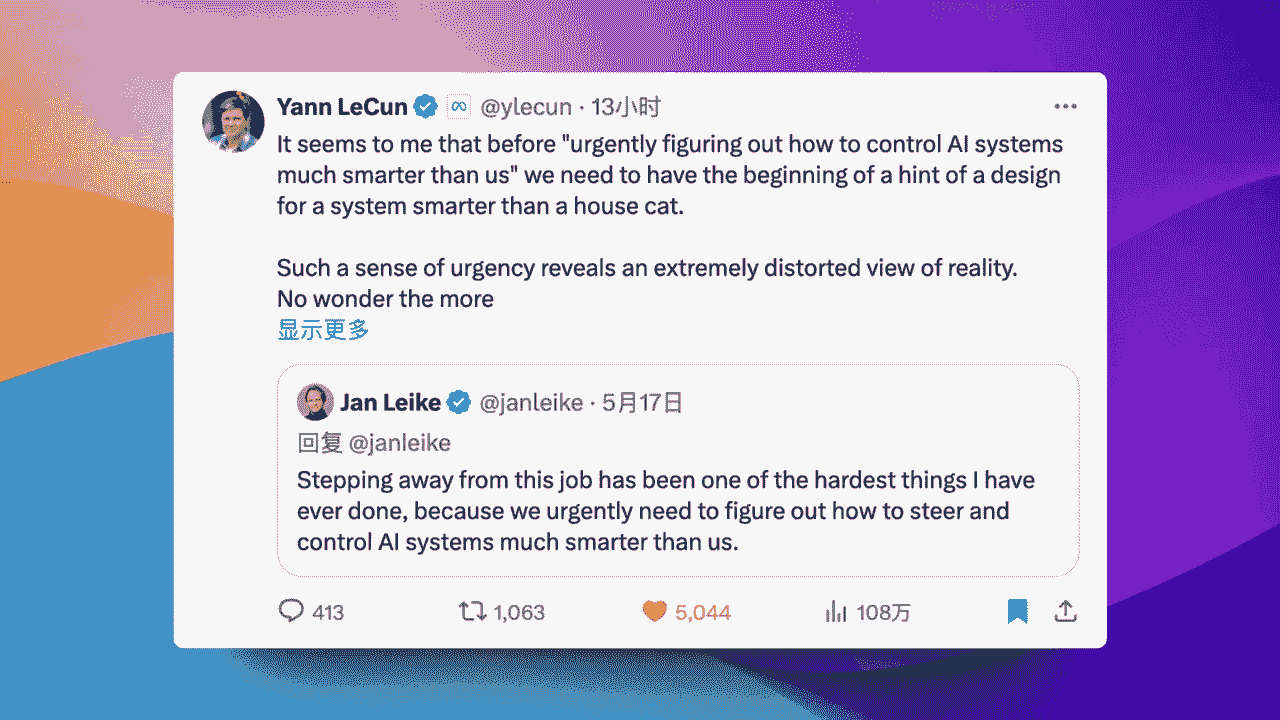 Yann LeCun @ylecun · 13小时
It seems to me that before "urgently figuring out how to control AI systems
much smarter than us" we need to have the beginning of a hint of a design
for a system smarter than a house cat.
Such a sense of urgency reveals an extremely distorted view of reality.
No wonder the more
显示更多
Jan Leike @janleike · 5月17日
回复 @janleike
Stepping away from this job has been one of the hardest things I have
ever done, because we urgently need to figure out how to steer and
control AI systems much smarter than us.
413 1,063 5,044 108万